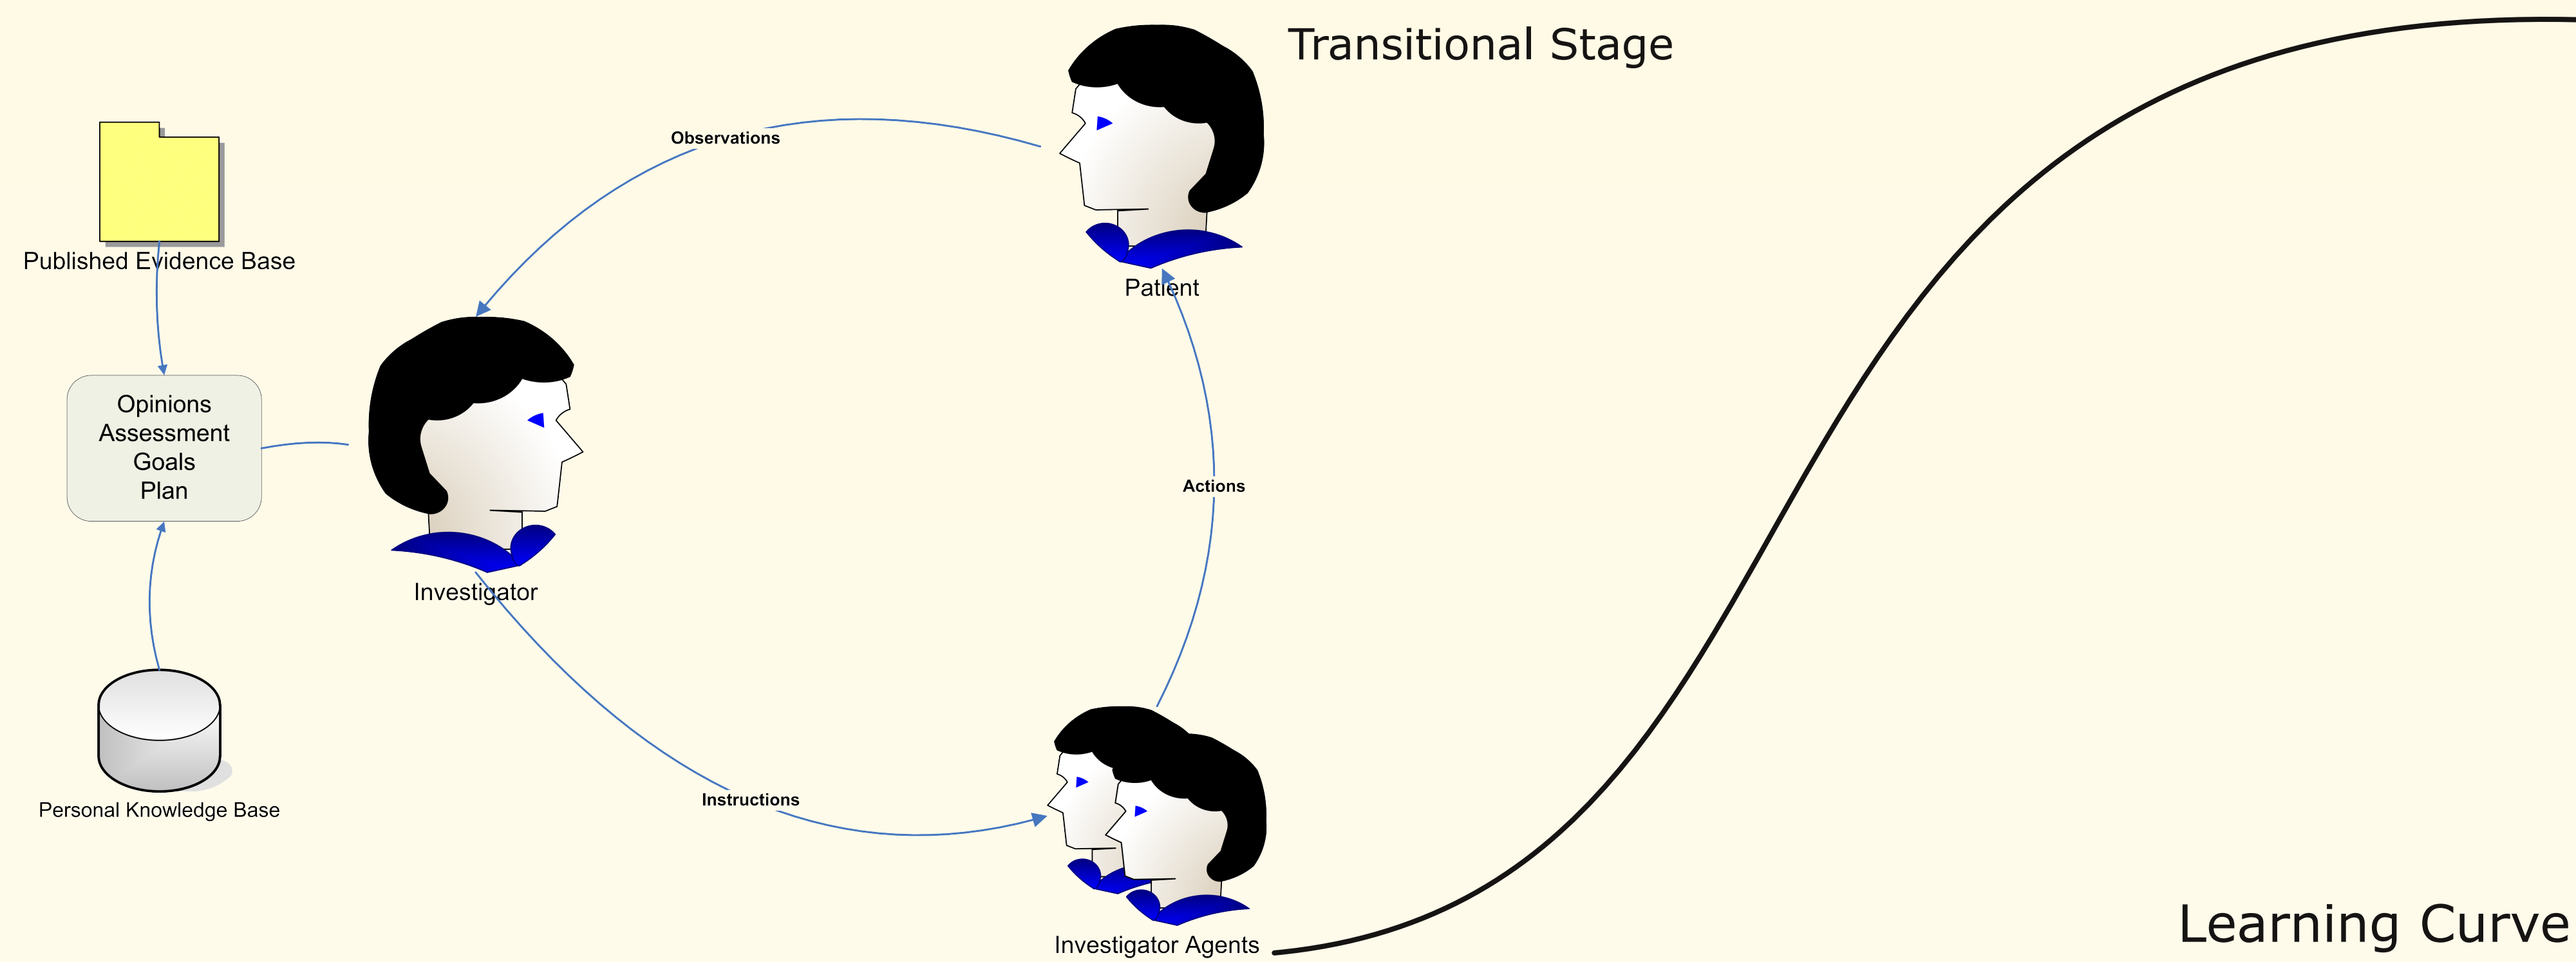 Transitional Stage
Observations
Published Evidence Base
Patient
Opinions
Assessment
Goals
Plan
Actions
Investigator
Instructions
Personal Knowledge Base
Investigator Agents
Learning Curve